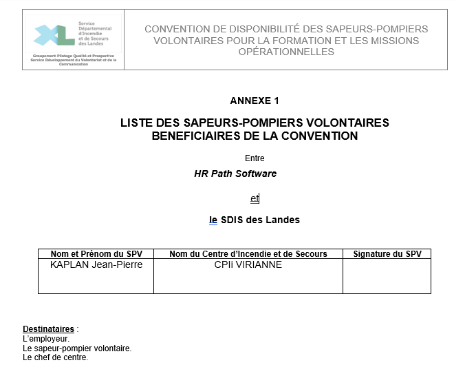 Service
Départemental
d'Incendie
et de Secours
des Landes
Groupement Pilotage Qualité et Prospective
Service Développement du Volontariat et de la
Communication
CONVENTION DE DISPONIBILITÉ DES SAPEURS-POMPIERS
VOLONTAIRES POUR LA FORMATION ET LES MISSIONS
OPÉRATIONNELLES
ANNEXE 1
LISTE DES SAPEURS-POMPIERS VOLONTAIRES
BENEFICIAIRES DE LA CONVENTION
Entre
HR Path Software
et
le SDIS des Landes
Nom et Prénom du SPV Nom du Centre d'Incendie et de Secours Signature du SPV
KAPLAN Jean-Pierre CPII VIRIANNE
Destinataires :
L'employeur.
Le sapeur-pompier volontaire.
Le chef de centre.